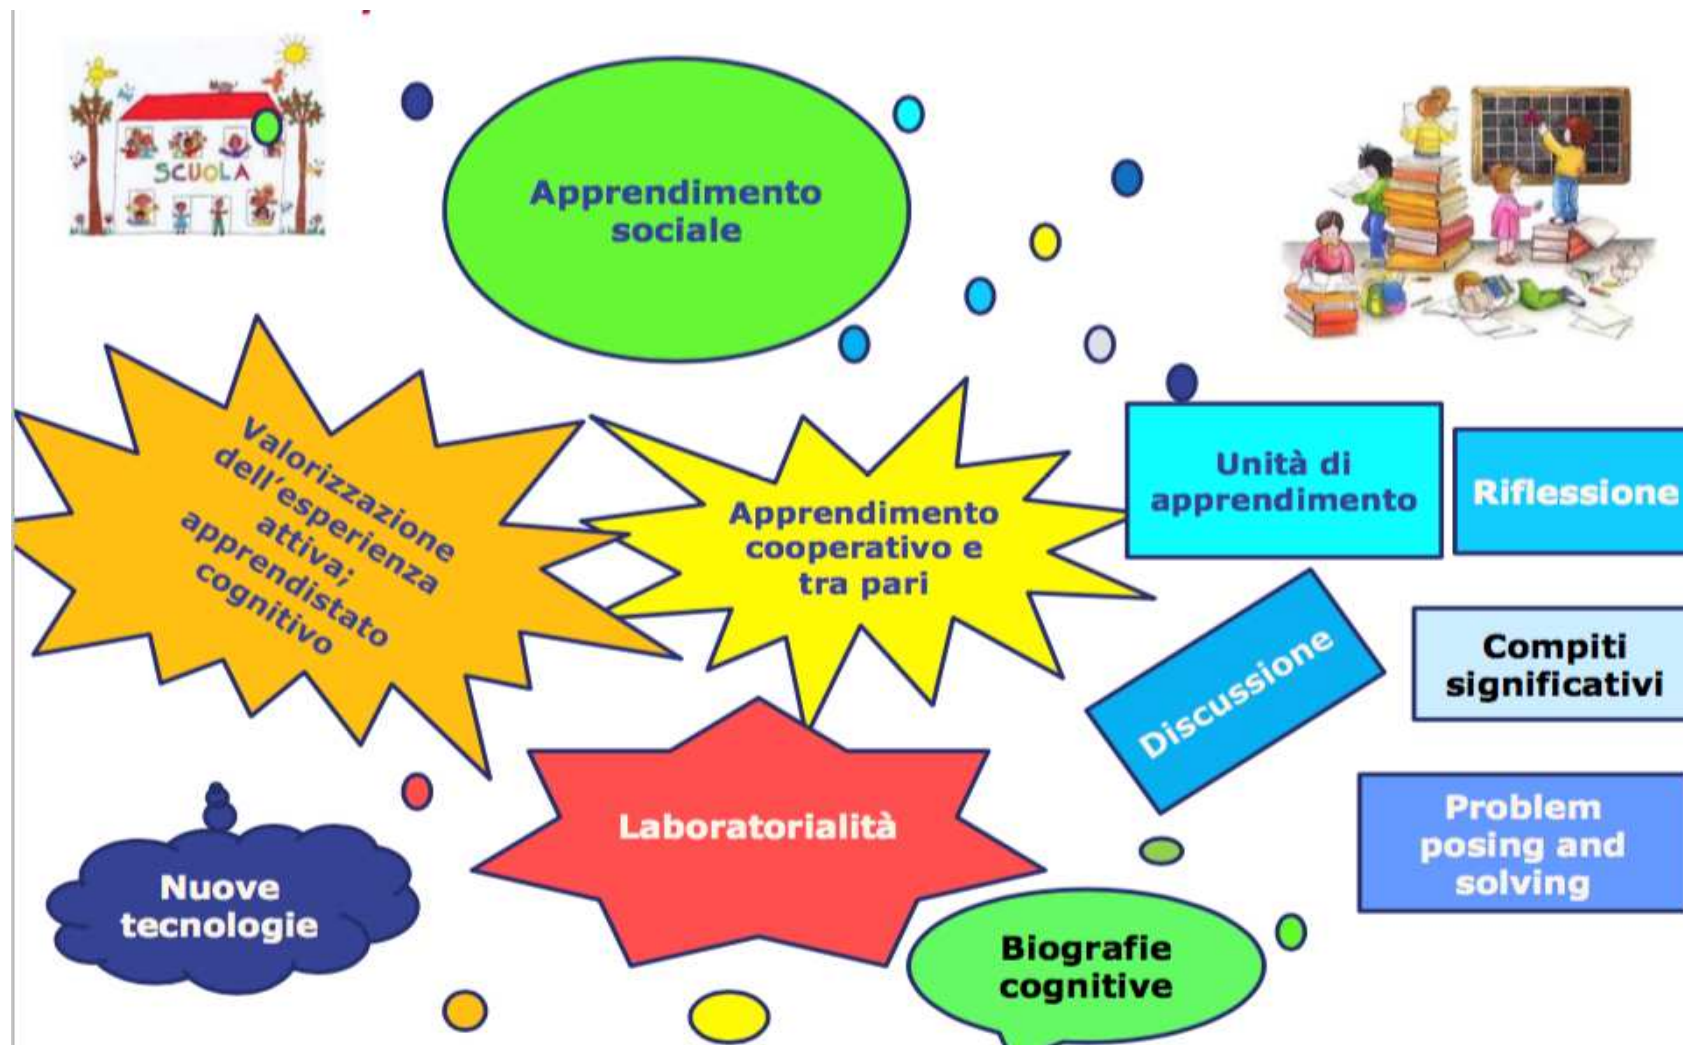 SCUOLA
Apprendimento
sociale
Valorizzazione
dell'esperienza
attiva;
apprendistato
cognitivo
Apprendimento
cooperativo e
tra pari
Unità di
apprendimento
Riflessione
Discussione
Compiti
significativi
Problem
posing and
solving
Laboratorialità
Nuove
tecnologie
Biografie
cognitive